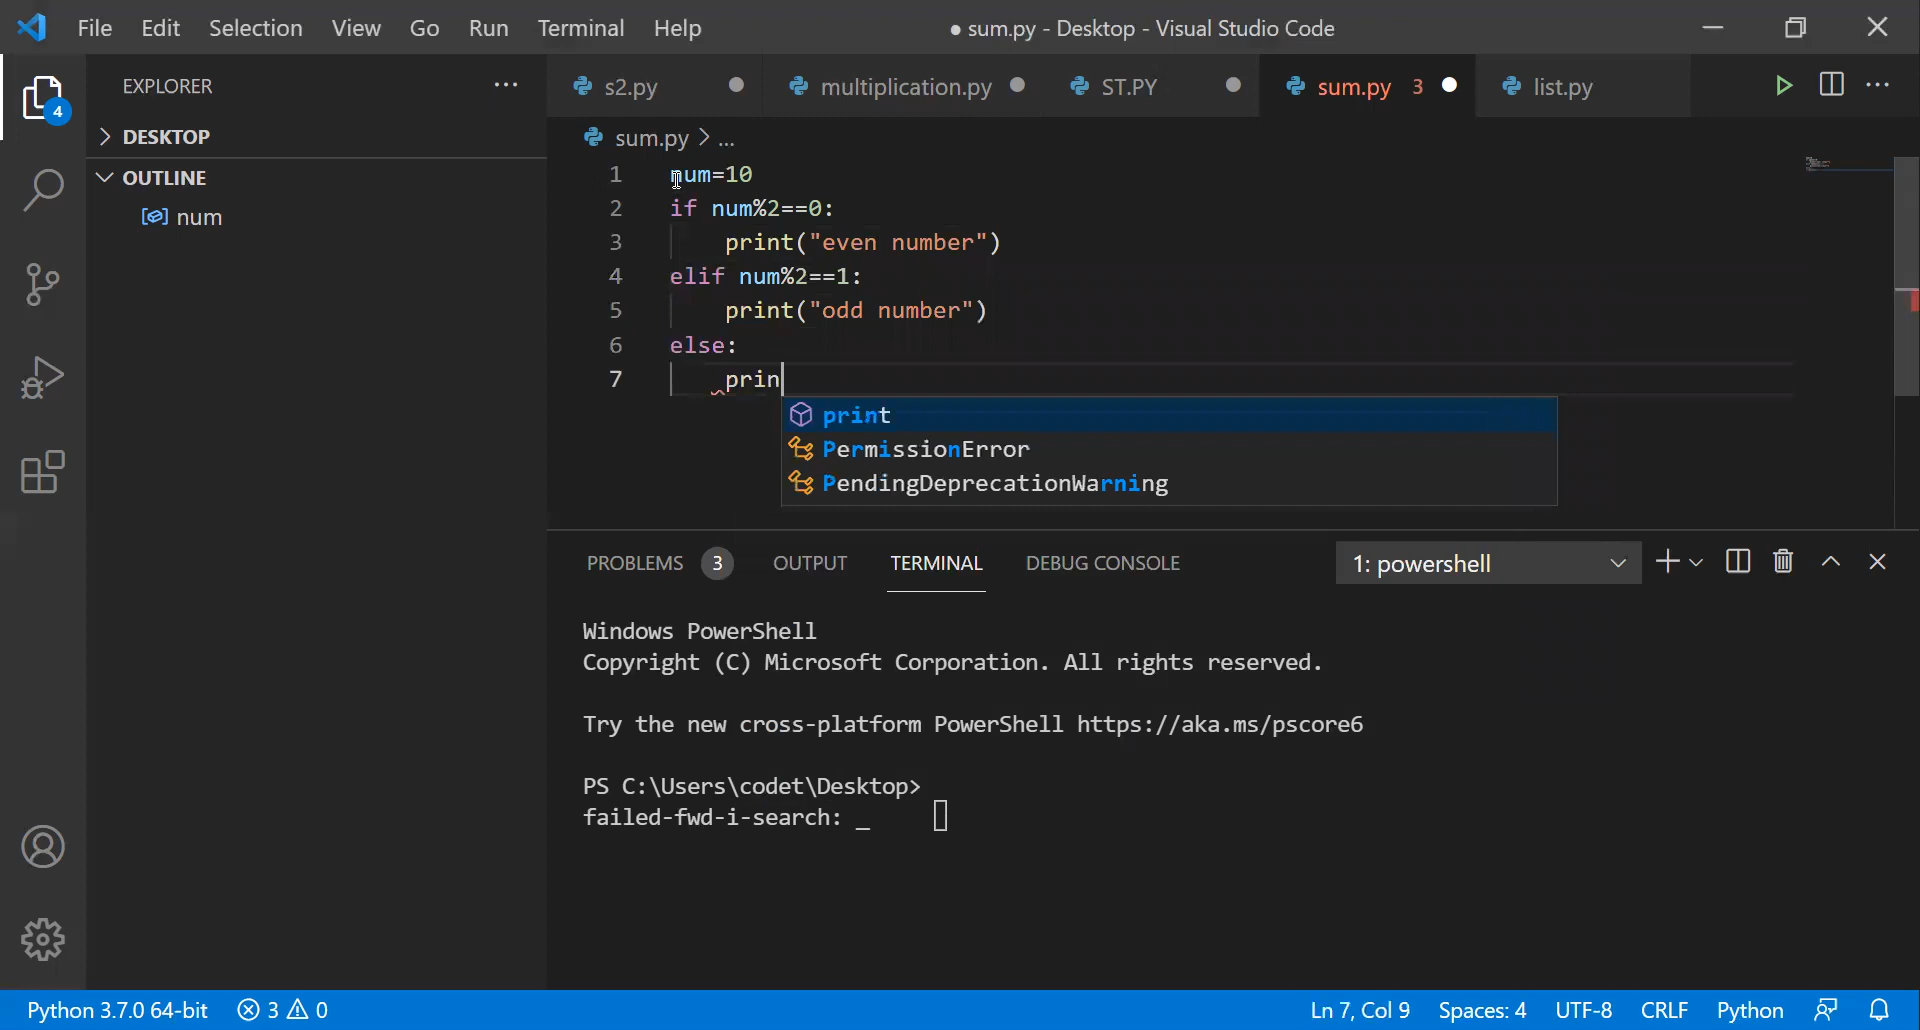 File Edit Selection View Go Run Terminal Help
● sum.py - Desktop - Visual Studio Code
EXPLORER
4
DESKTOP
OUTLINE
num
s2.py multiplication.py ST.PY sum.py 3 list.py
sum.py > ...
1 num=10
2 if num%2==0:
3 print("even number")
4 elif num%2==1:
5 print("odd number")
6 else:
7 prin
print
PermissionError
PendingDeprecationWarning
PROBLEMS 3 OUTPUT TERMINAL DEBUG CONSOLE 1: powershell
Windows PowerShell
Copyright (C) Microsoft Corporation. All rights reserved.
Try the new cross-platform PowerShell https://aka.ms/pscore6
PS C:\Users\codet\Desktop>
failed-fwd-i-search: _
Python 3.7.0 64-bit 3 0 Ln 7, Col 9 Spaces: 4 UTF-8 CRLF Python